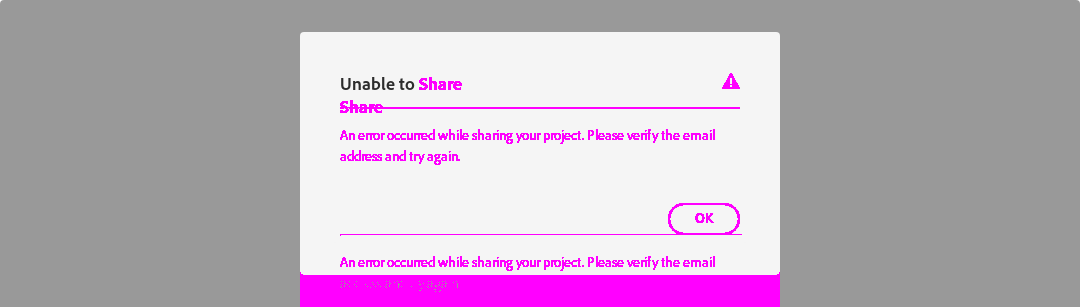 Unable to Share
Share
An error occurred while sharing your project. Please verify the email
address and try again.
OK
An error occurred while sharing your project. Please verify the email